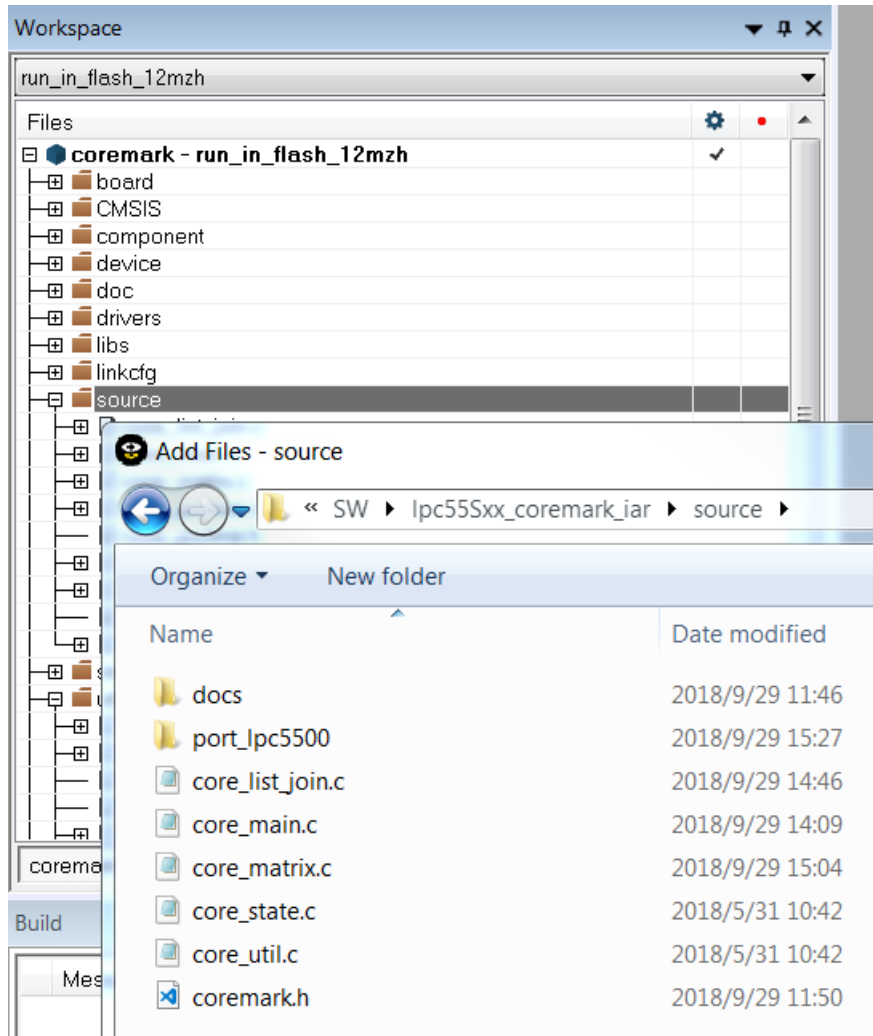 Workspace
run_in_flash_12mzh
Files
coremark - run_in_flash_12mzh
board
CMSIS
component
device
doc
drivers
libs
linkcfg
source
Add Files - source
« SW lpc55Sxx_coremark_iar source
Organize New folder
Name Date modified
docs 2018/9/29 11:46
port_lpc5500 2018/9/29 15:27
core_list_join.c 2018/9/29 14:46
core_main.c 2018/9/29 14:09
core_matrix.c 2018/9/29 15:04
core_state.c 2018/5/31 10:42
core_util.c 2018/5/31 10:42
coremark.h 2018/9/29 11:50
corema
Build
Mes